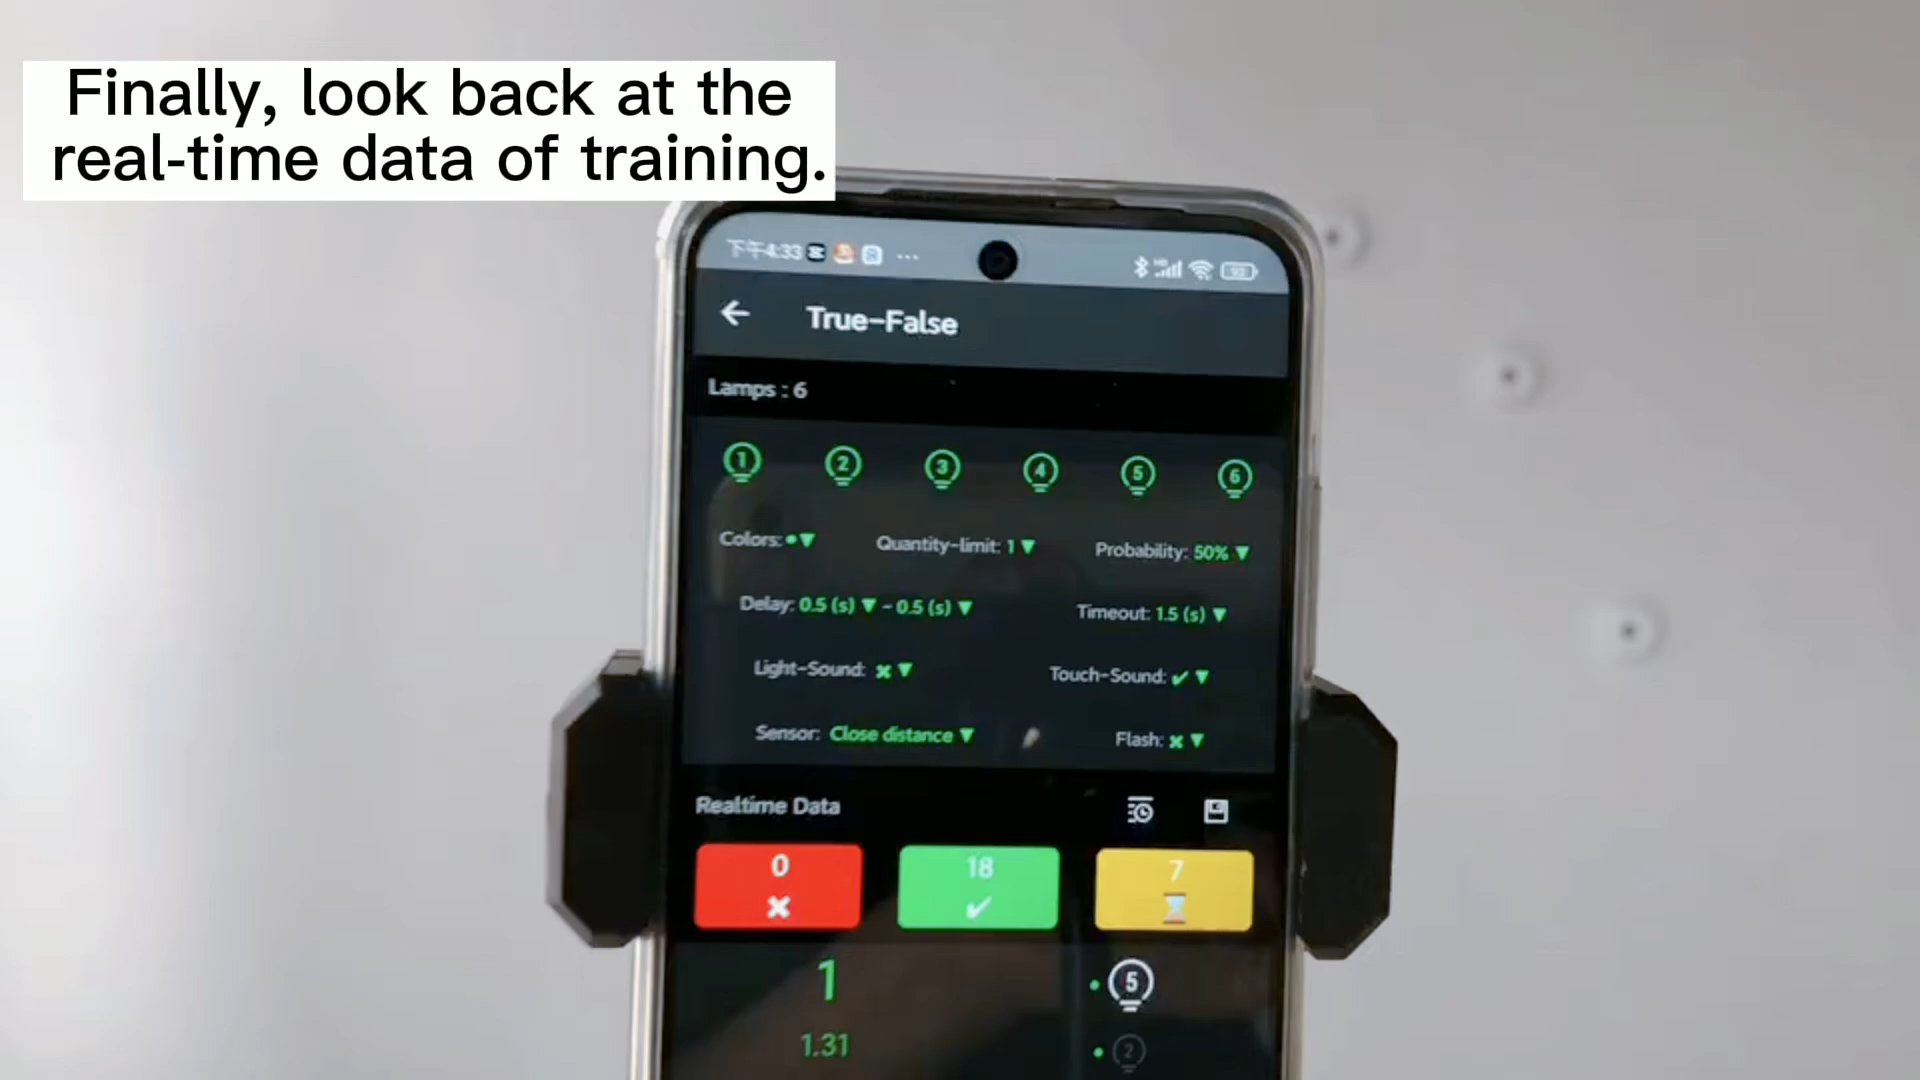 Finally, look back at the
real-time data of training.
下午4:33
True-False
Lamps : 6
1 2 3 4 5 6
Colors: Quantity-limit: 1 Probability: 50%
Delay: 0.5 (s) - 0.5 (s) Timeout: 1.5 (s)
Light-Sound: Touch-Sound:
Sensor: Close distance Flash:
Realtime Data
0 18 7
1 5
1.31 2